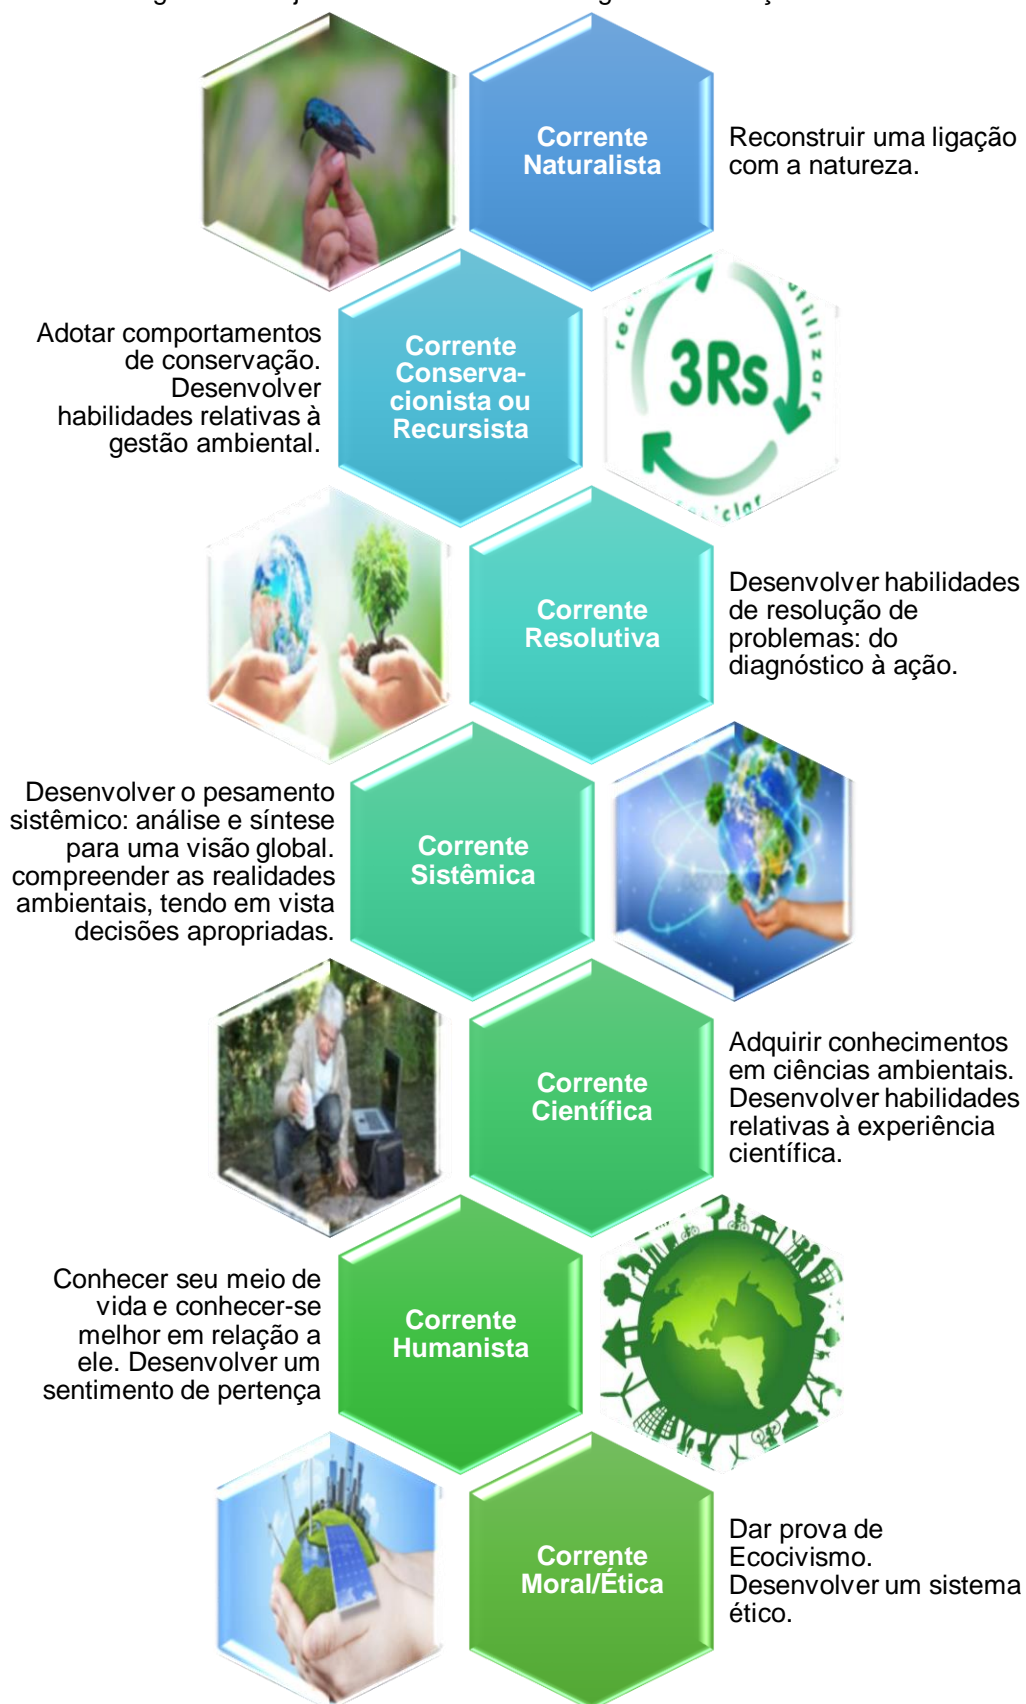 Corrente
Naturalista
Reconstruir uma ligação
com a natureza.
Adotar comportamentos
de conservação.
Desenvolver
habilidades relativas à
gestão ambiental.
Corrente
Conserva-
cionista ou
Recursista
3Rs
Corrente
Resolutiva
Desenvolver habilidades
de resolução de
problemas: do
diagnóstico à ação.
Desenvolver o pesamento
sistêmico: análise e síntese
para uma visão global.
compreender as realidades
ambientais, tendo em vista
decisões apropriadas.
Corrente
Sistêmica
Corrente
Científica
Adquirir conhecimentos
em ciências ambientais.
Desenvolver habilidades
relativas à experiência
científica.
Conhecer seu meio de
vida e conhecer-se
melhor em relação a
ele. Desenvolver um
sentimento de pertença
Corrente
Humanista
Corrente
Moral/Ética
Dar prova de
Ecocivismo.
Desenvolver um sistema
ético.